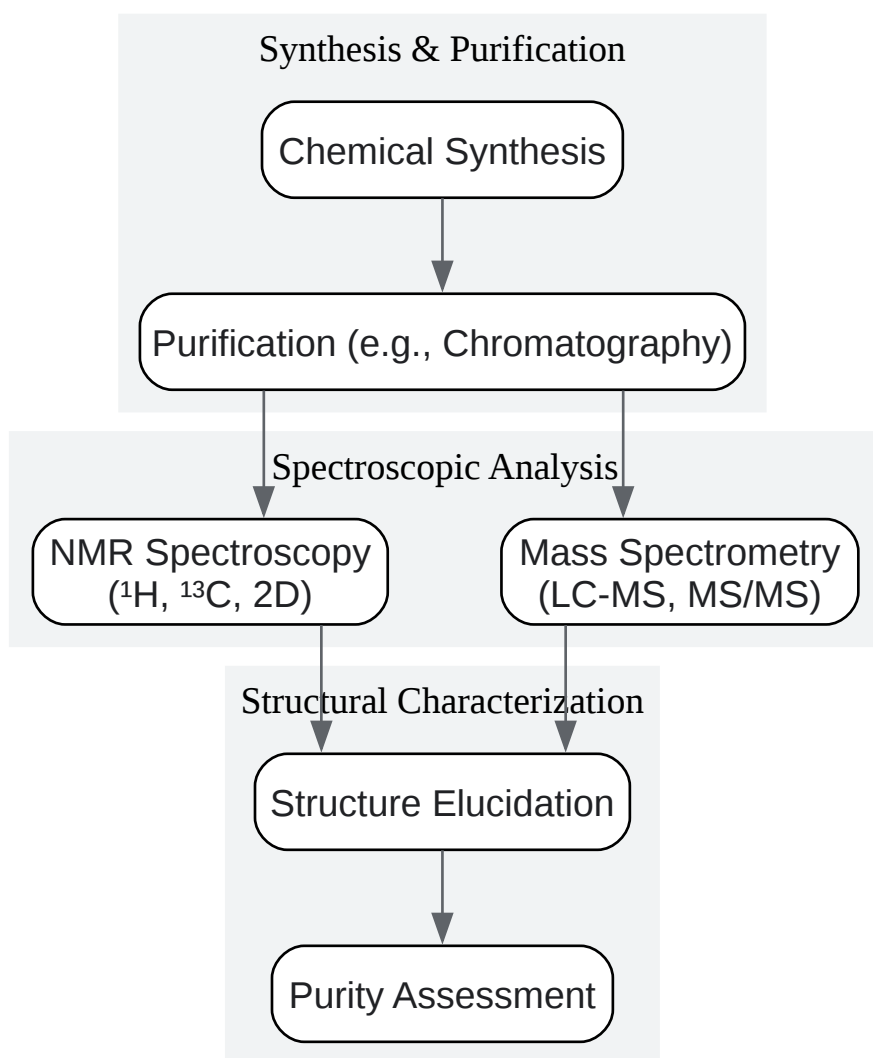 Synthesis & Purification
Chemical Synthesis
Purification (e.g., Chromatography)
Spectroscopic Analysis
NMR Spectroscopy
(¹H, ¹³C, 2D)
Mass Spectrometry
(LC-MS, MS/MS)
Structural Characterization
Structure Elucidation
Purity Assessment